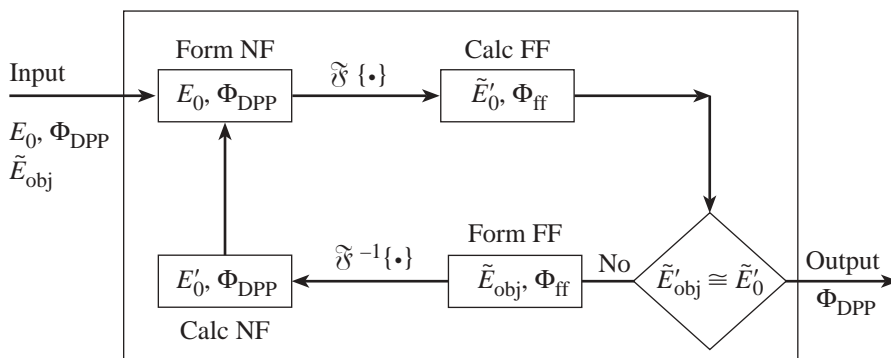 Form NF
Calc FF
Input
𝔉 {•}
E₀, Φ_DPP
Ẽ′₀, Φ_ff
E₀, Φ_DPP
Ẽ_obj
Form FF
𝔉 ⁻¹{•}
No
Output
E′₀, Φ_DPP
Ẽ_obj, Φ_ff
Ẽ′_obj ≅ Ẽ′₀
Φ_DPP
Calc NF